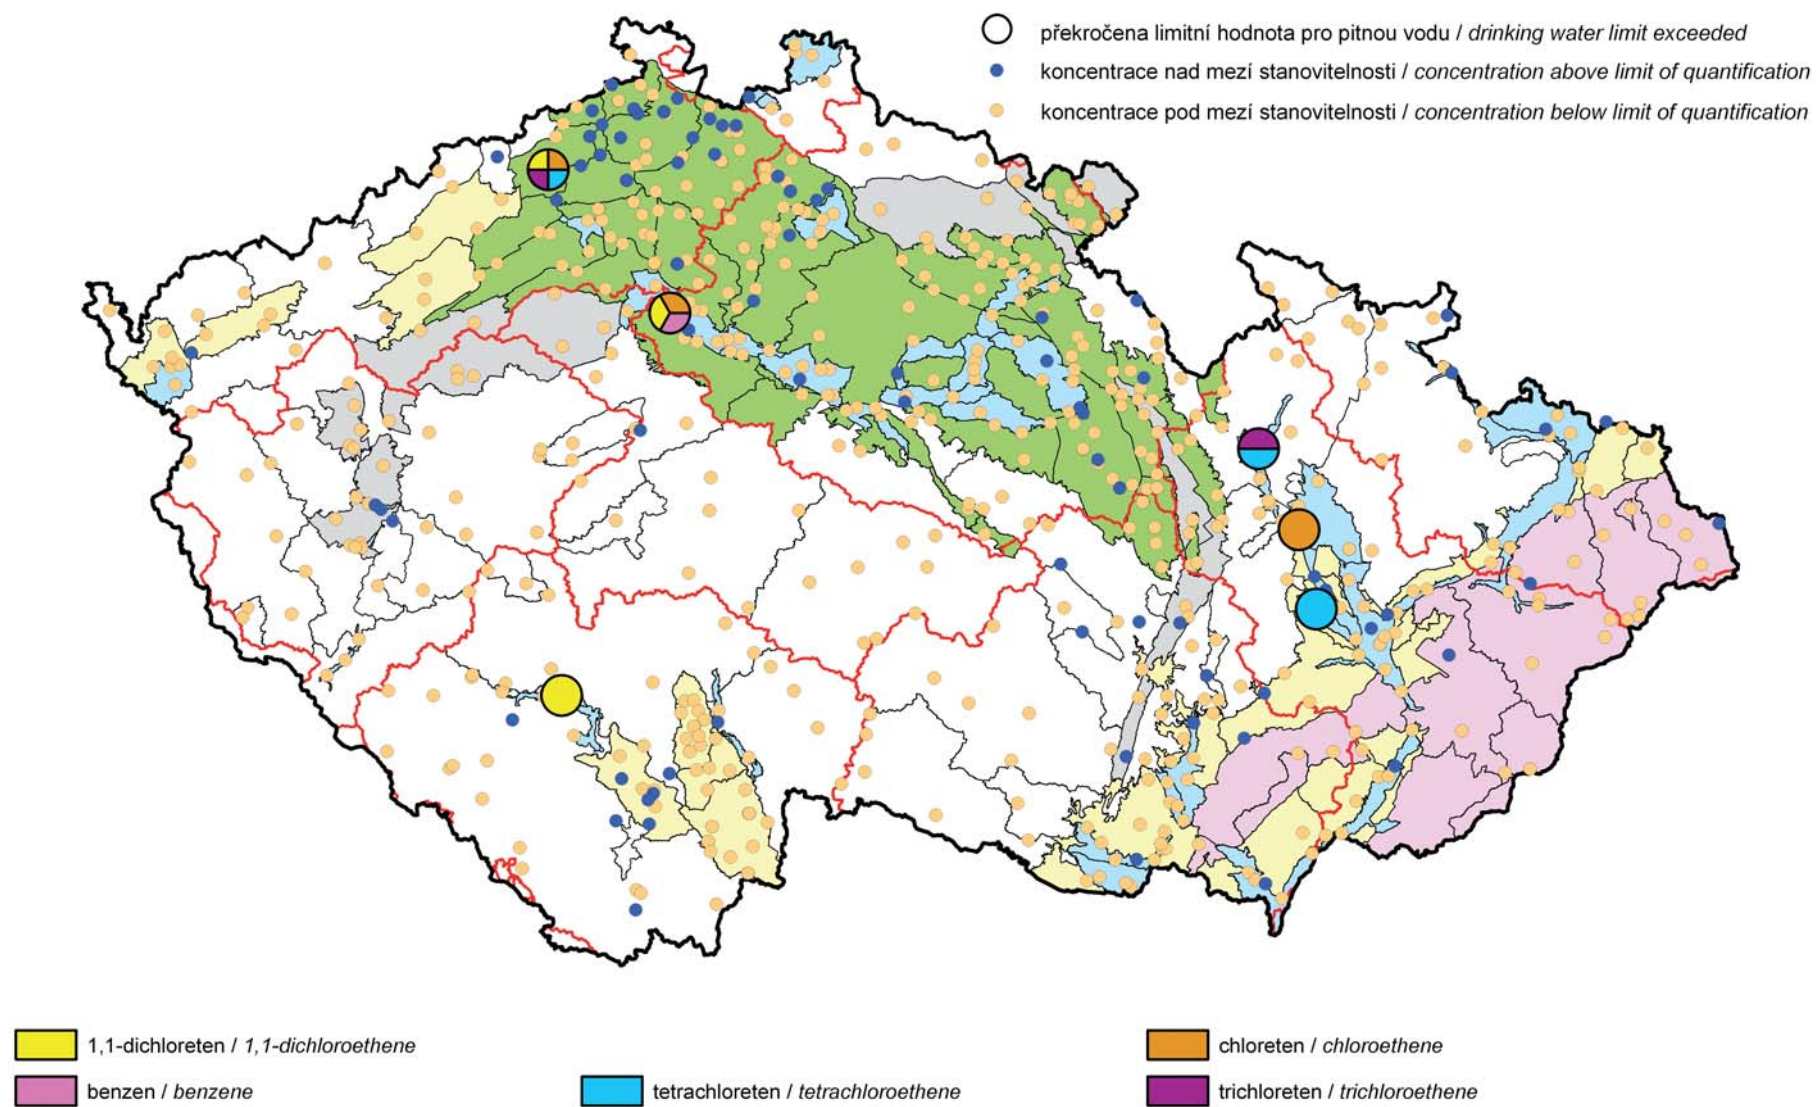 překročena limitní hodnota pro pitnou vodu / drinking water limit exceeded
koncentrace nad mezí stanovitelnosti / concentration above limit of quantification
koncentrace pod mezí stanovitelnosti / concentration below limit of quantification
1,1-dichloreten / 1,1-dichloroethene
chloreten / chloroethene
benzen / benzene
tetrachloreten / tetrachloroethene
trichloreten / trichloroethene